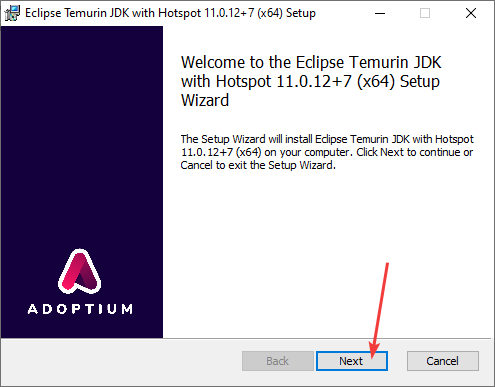 Eclipse Temurin JDK with Hotspot 11.0.12+7 (x64) Setup
Welcome to the Eclipse Temurin JDK
with Hotspot 11.0.12+7 (x64) Setup
Wizard
The Setup Wizard will install Eclipse Temurin JDK with Hotspot
11.0.12+7 (x64) on your computer. Click Next to continue or
Cancel to exit the Setup Wizard.
ADOPTIUM
Back
Next
Cancel